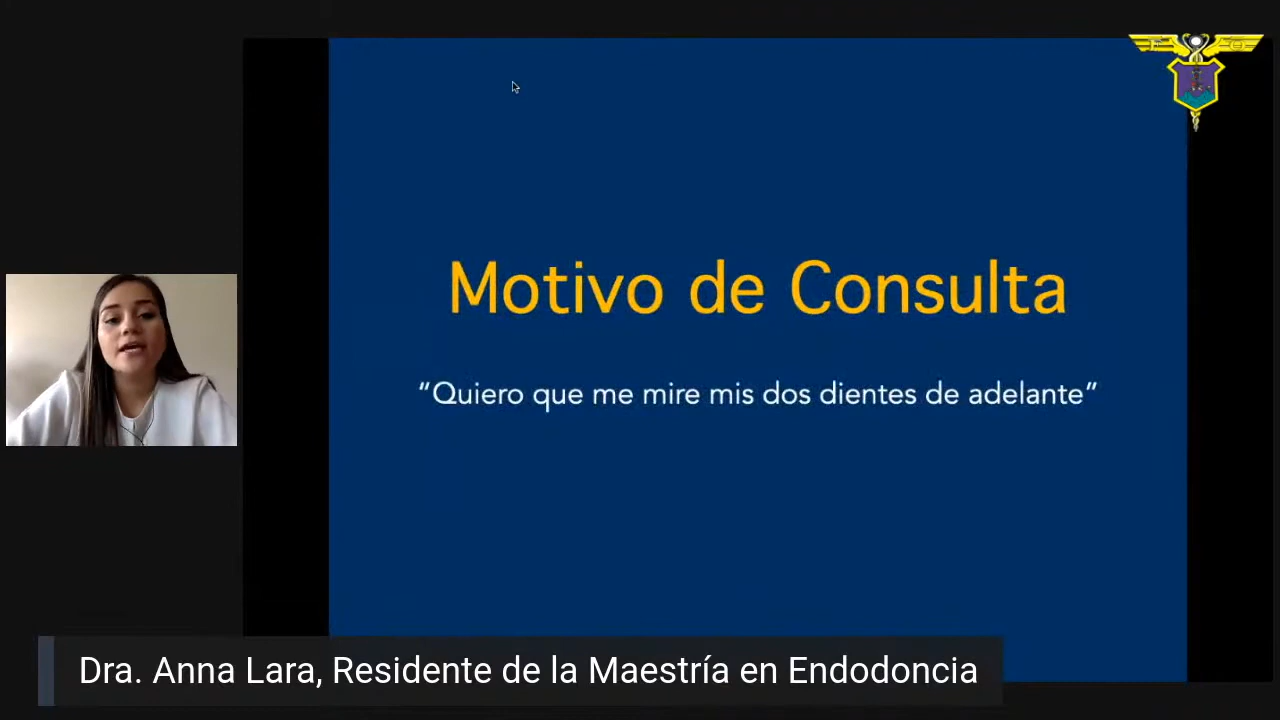 Motivo de Consulta
“Quiero que me mire mis dos dientes de adelante”
Dra. Anna Lara, Residente de la Maestría en Endodoncia